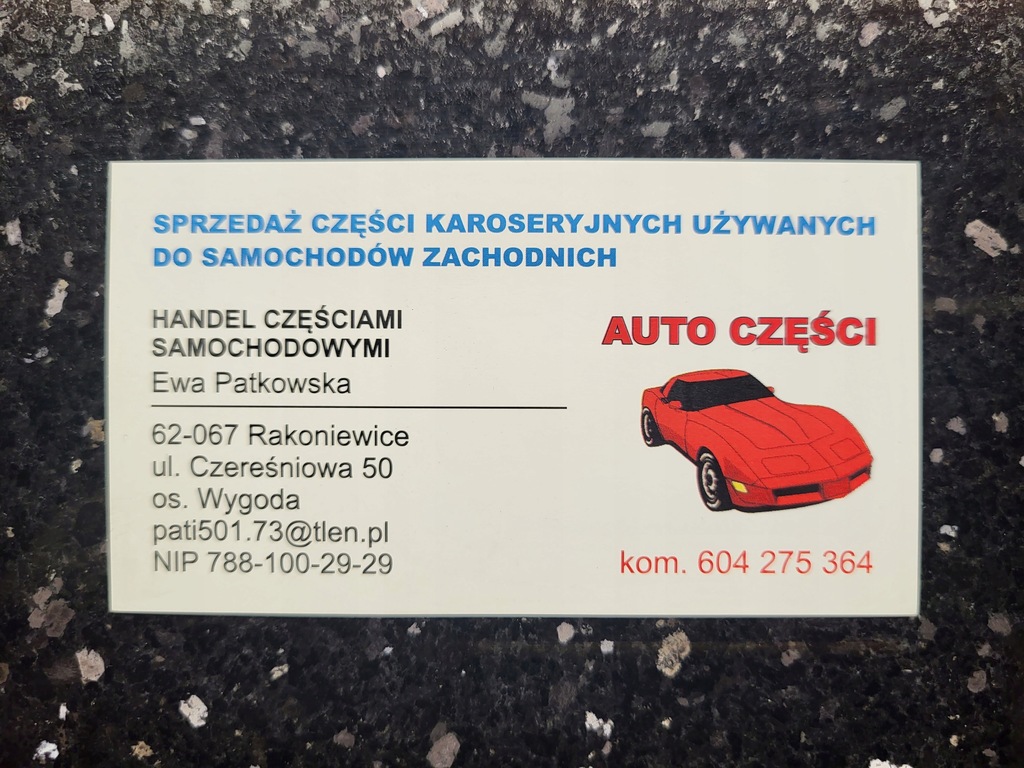 SPRZEDAŻ CZĘŚCI KAROSERYJNYCH UŻYWANYCH
DO SAMOCHODÓW ZACHODNICH
HANDEL CZĘŚCIAMI
SAMOCHODOWYMI
Ewa Patkowska
62-067 Rakoniewice
ul. Czereśniowa 50
os. Wygoda
pati501.73@tlen.pl
NIP 788-100-29-29
AUTO CZĘŚCI
kom. 604 275 364